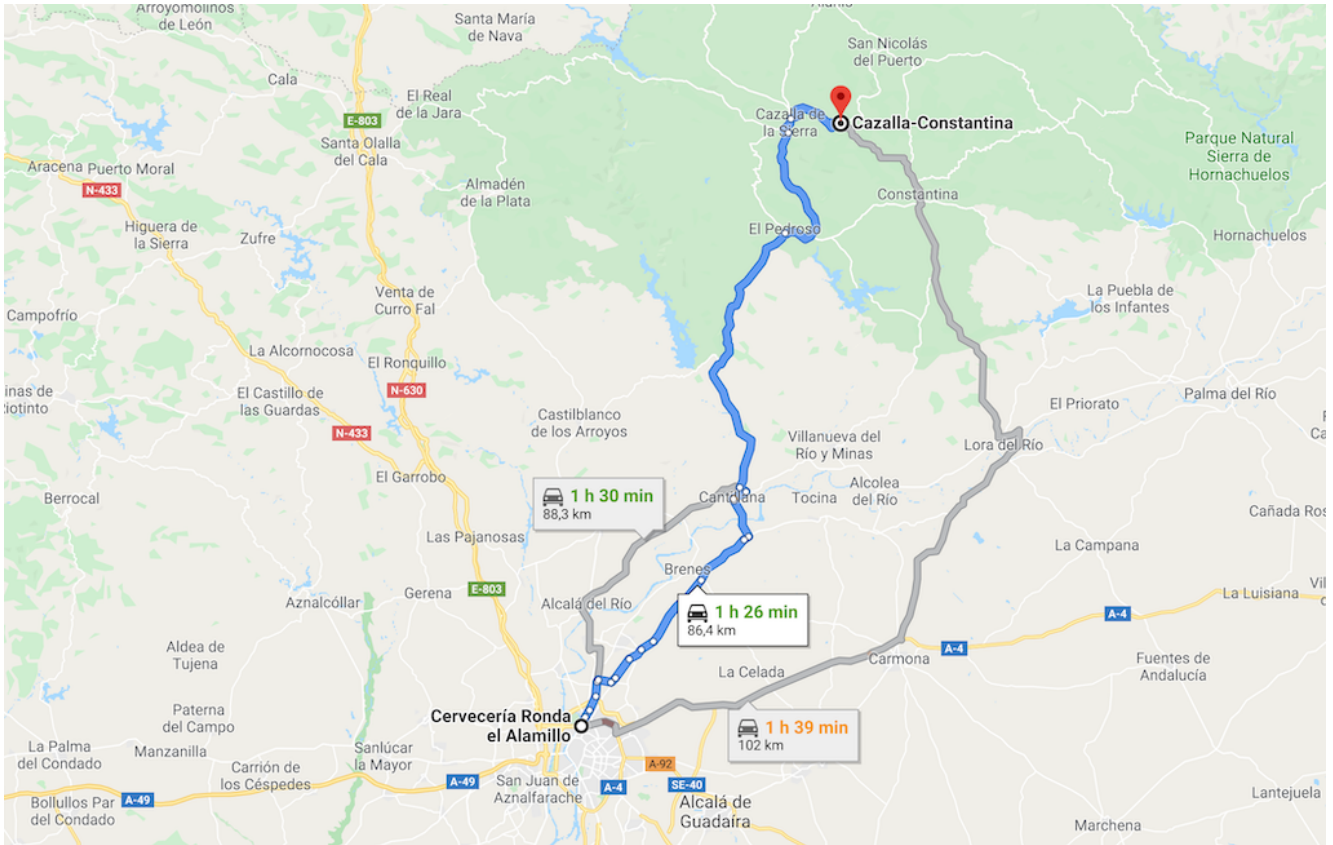 Arroyomolinos
de León
Santa María
de Nava
Alanís
San Nicolás
del Puerto
Cala
El Real
de la Jara
E-803
Santa Olalla
del Cala
Cazalla de
la Sierra
Cazalla-Constantina
Parque Natural
Sierra de
Hornachuelos
Aracena
Puerto Moral
N-433
Almadén
de la Plata
Constantina
Higuera de
la Sierra
Zufre
El Pedroso
Hornachuelos
Venta de
Curro Fal
La Puebla de
los Infantes
Campofrío
La Alcornocosa
El Ronquillo
inas de
iotinto
El Castillo de
las Guardas
N-630
Palma del Río
El Priorato
Castilblanco
de los Arroyos
N-433
Villanueva del
Río y Minas
Lora del Río
El Garrobo
Berrocal
1 h 30 min
88,3 km
Cantillana
Tocina
Alcolea
del Río
Cañada Ros
Las Pajanosas
La Campana
Brenes
E-803
Gerena
Aznalcóllar
Alcalá del Río
1 h 26 min
86,4 km
La Luisiana
A-4
Aldea de
Tujena
A-4
La Celada
Carmona
Fuentes de
Andalucía
Paterna
del Campo
Cervecería Ronda
el Alamillo
1 h 39 min
102 km
La Palma
del Condado
Manzanilla
Sanlúcar
la Mayor
Carrión de
los Céspedes
A-92
A-49
San Juan de
Aznalfarache
A-4
SE-40
Bollullos Par
del Condado
A-49
Alcalá de
Guadaíra
Lantejuela
Marchena